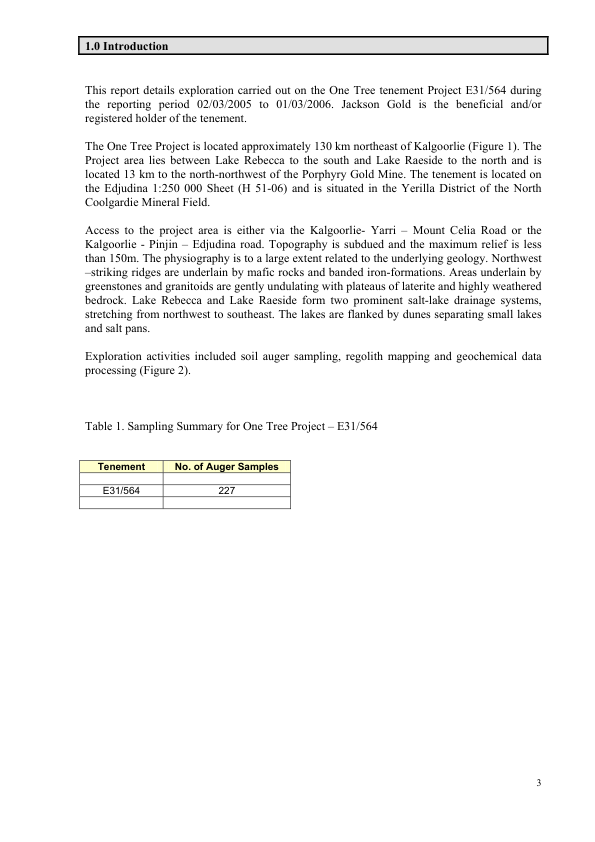 1.0 Introduction
This report details exploration carried out on the One Tree tenement Project E31/564 during
the reporting period 02/03/2005 to 01/03/2006. Jackson Gold is the beneficial and/or
registered holder of the tenement.
The One Tree Project is located approximately 130 km northeast of Kalgoorlie (Figure 1). The
Project area lies between Lake Rebecca to the south and Lake Raeside to the north and is
located 13 km to the north-northwest of the Porphyry Gold Mine. The tenement is located on
the Edjudina 1:250 000 Sheet (H 51-06) and is situated in the Yerilla District of the North
Coolgardie Mineral Field.
Access to the project area is either via the Kalgoorlie- Yarri – Mount Celia Road or the
Kalgoorlie - Pinjin – Edjudina road. Topography is subdued and the maximum relief is less
than 150m. The physiography is to a large extent related to the underlying geology. Northwest
–striking ridges are underlain by mafic rocks and banded iron-formations. Areas underlain by
greenstones and granitoids are gently undulating with plateaus of laterite and highly weathered
bedrock. Lake Rebecca and Lake Raeside form two prominent salt-lake drainage systems,
stretching from northwest to southeast. The lakes are flanked by dunes separating small lakes
and salt pans.
Exploration activities included soil auger sampling, regolith mapping and geochemical data
processing (Figure 2).
Table 1. Sampling Summary for One Tree Project – E31/564
Tenement No. of Auger Samples
E31/564 227
3